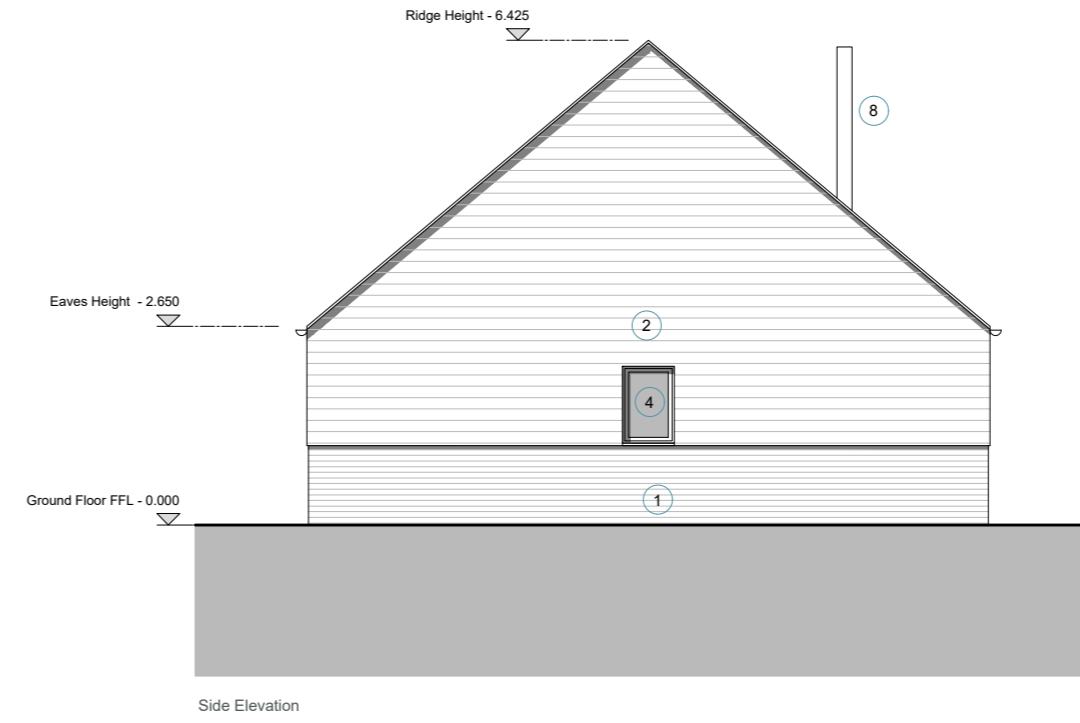 Ridge Height - 6.425
8
Eaves Height - 2.650
2
4
Ground Floor FFL - 0.000
1
Side Elevation